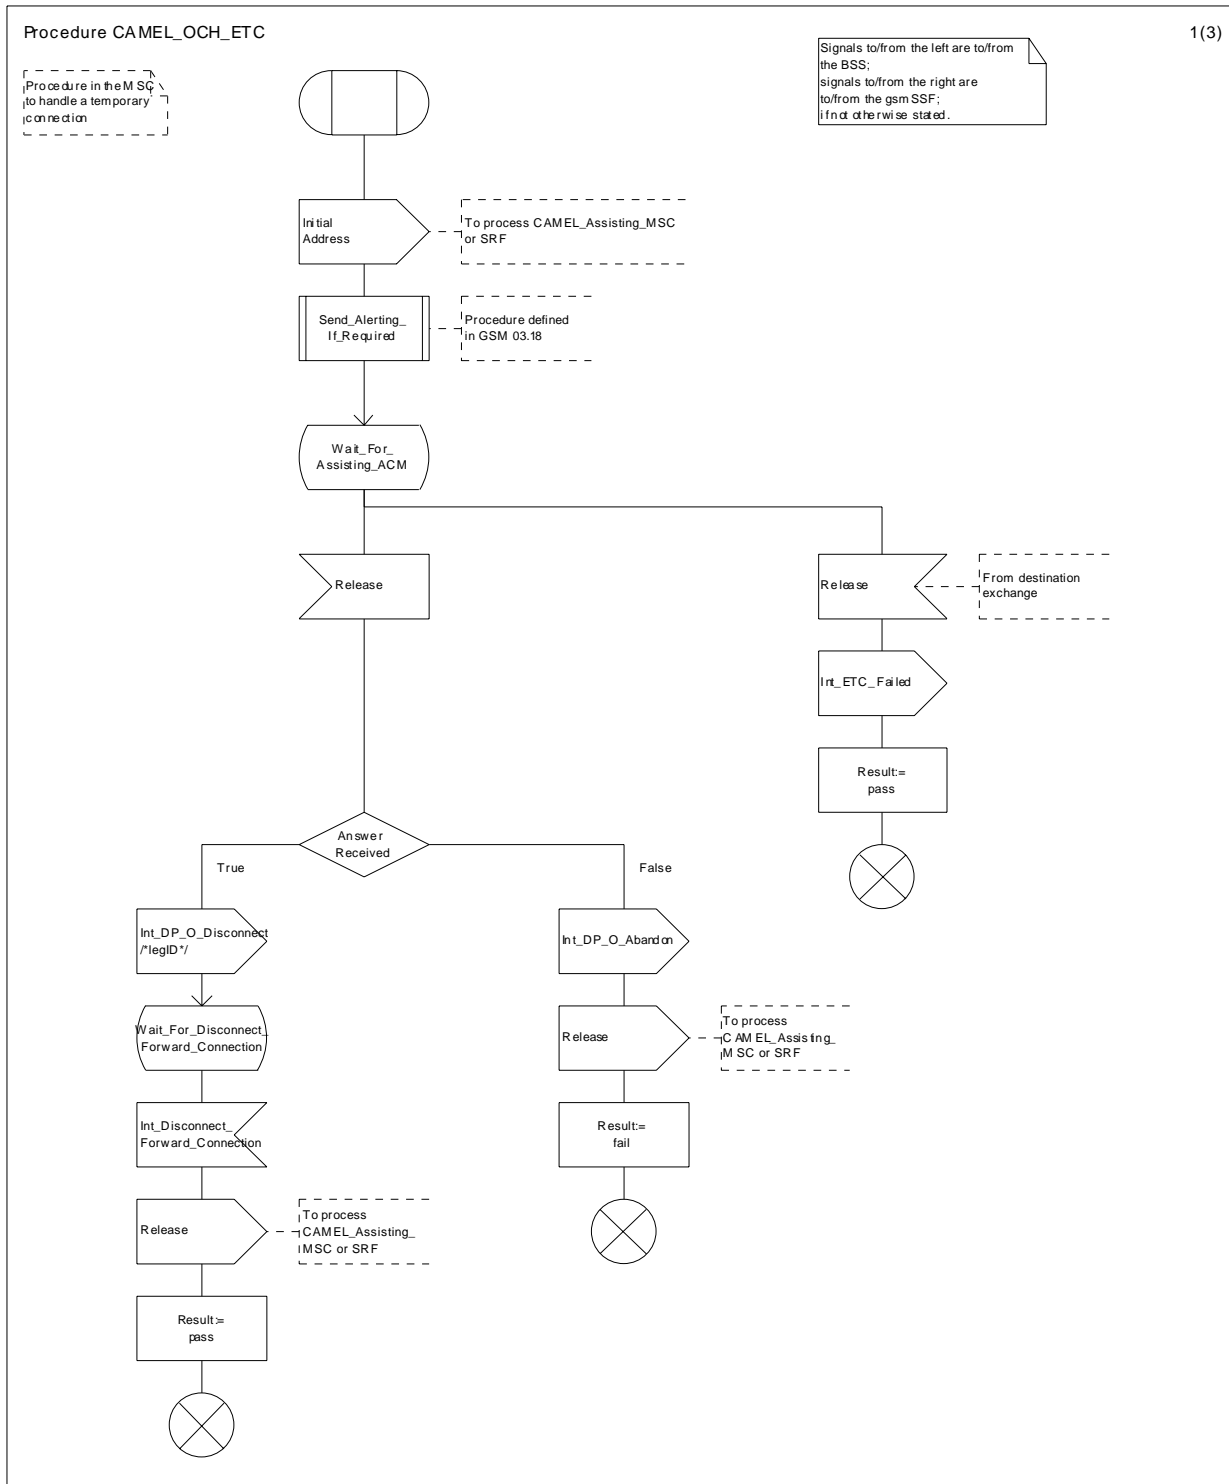 Procedure CAMEL_OCH_ETC
1(3)
Procedure in the MSC
to handle a temporary
connection
Signals to/from the left are to/from
the BSS;
signals to/from the right are
to/from the gsmSSF;
if not otherwise stated.
Initial
Address
To process CAMEL_Assisting_MSC
or SRF
Send_Alerting_
If_Required
Procedure defined
in GSM 03.18
Wait_For_
Assisting_ACM
Release
Release
From destination
exchange
Int_ETC_Failed
Result:=
pass
Answer
Received
True
False
Int_DP_O_Disconnect
/*legID*/
Int_DP_O_Abandon
Wait_For_Disconnect_
Forward_Connection
Release
To process
CAMEL_Assisting_
MSC or SRF
Int_Disconnect_
Forward_Connection
Result:=
fail
Release
To process
CAMEL_Assisting_
MSC or SRF
Result:=
pass